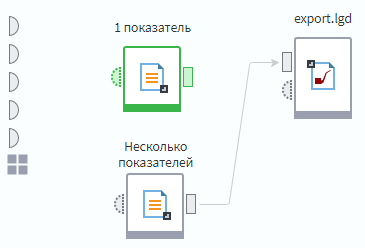 1 показатель
export.lgd
Несколько
показателей